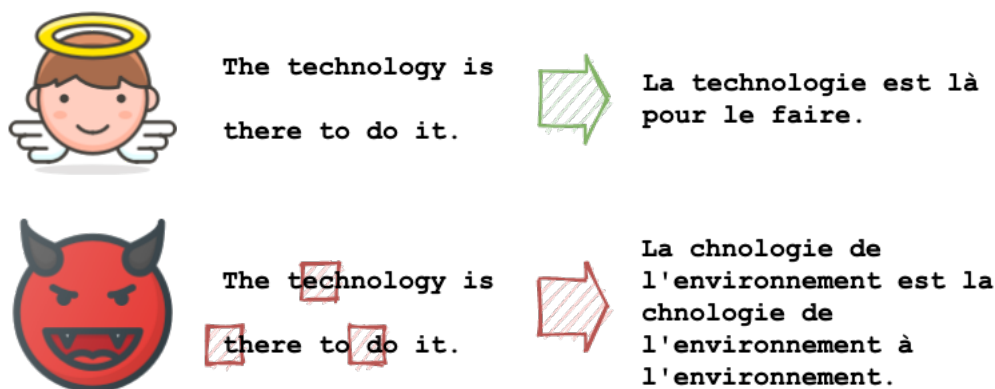 The technology is
there to do it.
La technologie est là
pour le faire.
The technology is
there to do it.
La chnologie de
l'environnement est la
chnologie de
l'environnement à
l'environnement.